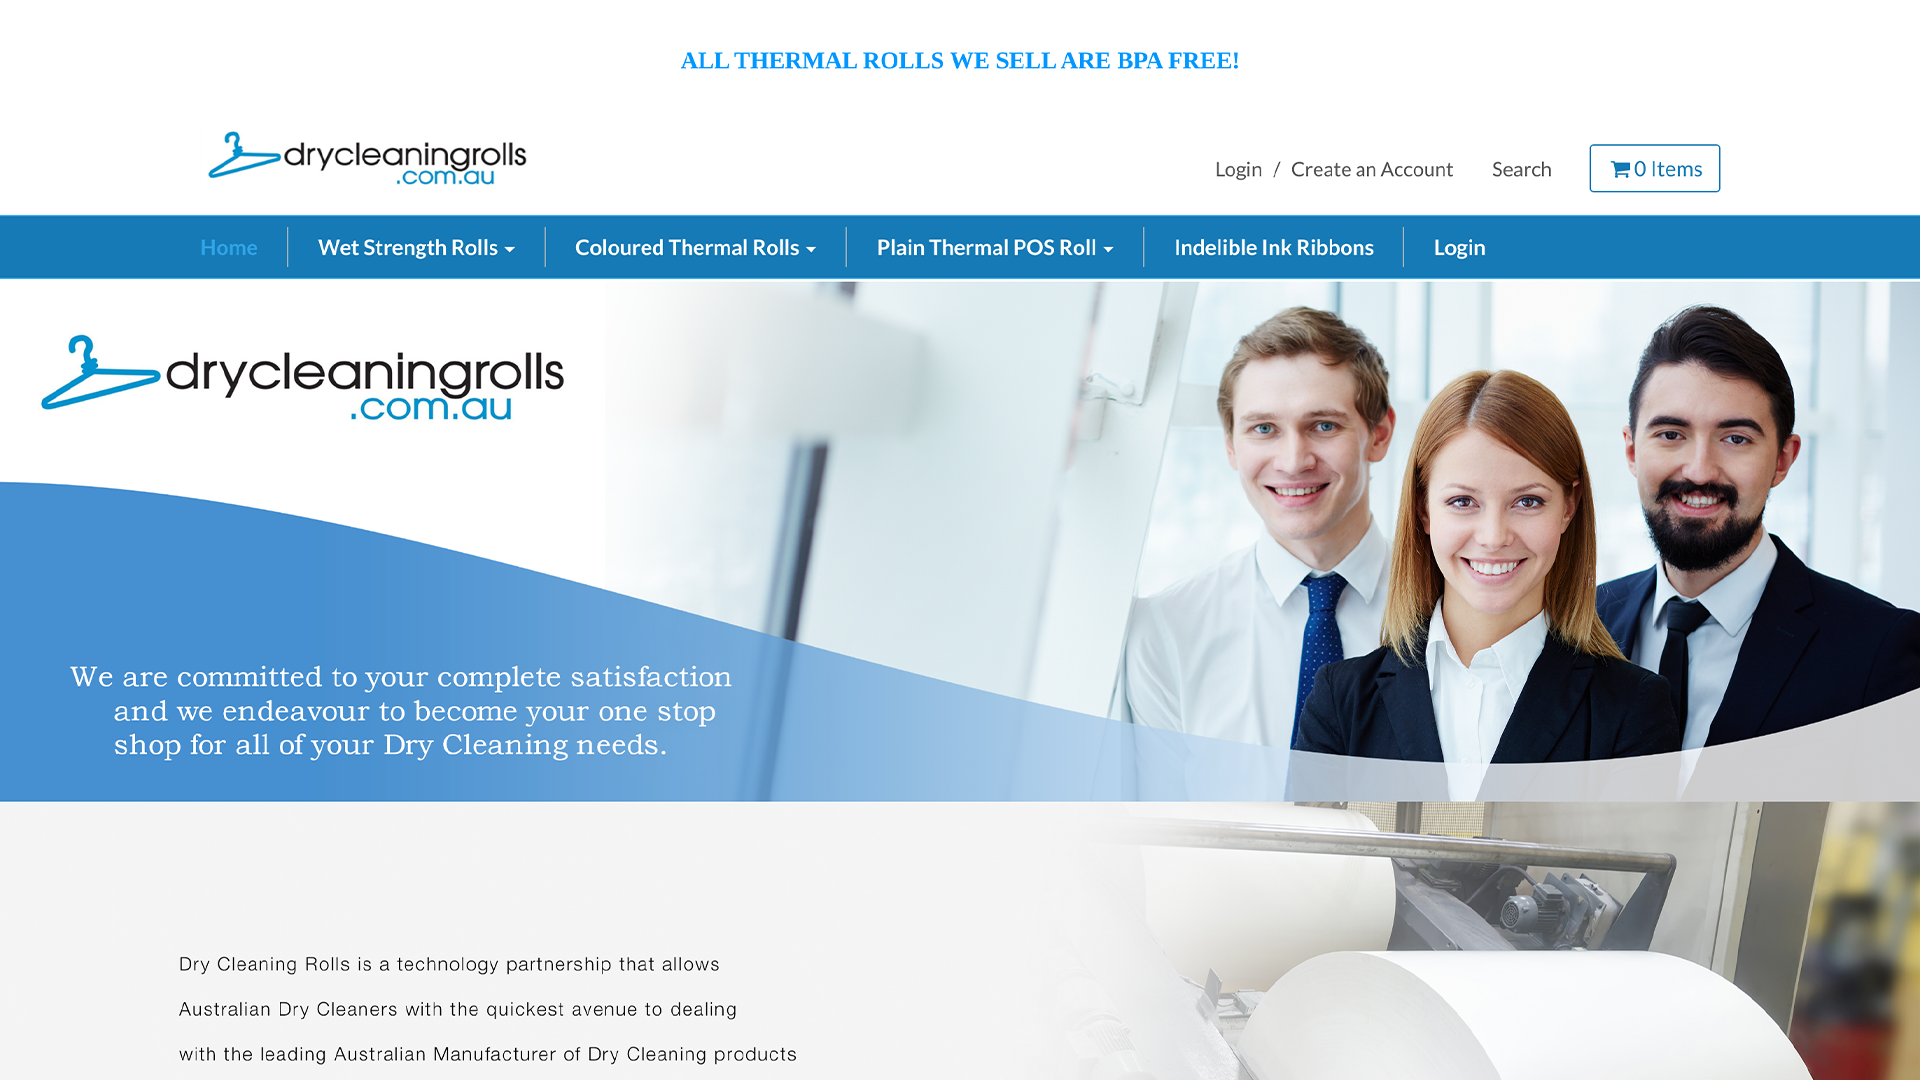 ALL THERMAL ROLLS WE SELL ARE BPA FREE!
drycleaningrolls
.com.au
Login / Create an Account Search 0 Items
Home Wet Strength Rolls Coloured Thermal Rolls Plain Thermal POS Roll Indelible Ink Ribbons Login
drycleaningrolls
.com.au
We are committed to your complete satisfaction
and we endeavour to become your one stop
shop for all of your Dry Cleaning needs.
Dry Cleaning Rolls is a technology partnership that allows
Australian Dry Cleaners with the quickest avenue to dealing
with the leading Australian Manufacturer of Dry Cleaning products